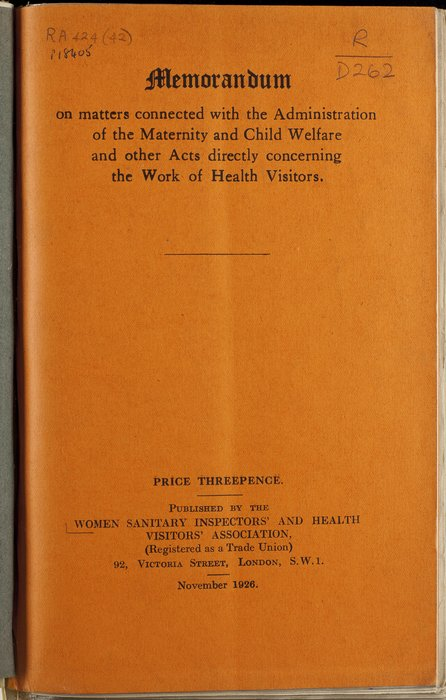 RA 424 (42)
P18405
R
D262
Memorandum
on matters connected with the Administration
of the Maternity and Child Welfare
and other Acts directly concerning
the Work of Health Visitors.
PRICE THREEPENCE.
PUBLISHED BY THE
WOMEN SANITARY INSPECTORS' AND HEALTH
VISITORS' ASSOCIATION,
(Registered as a Trade Union)
92, VICTORIA STREET, LONDON, S.W.1.
November 1926.